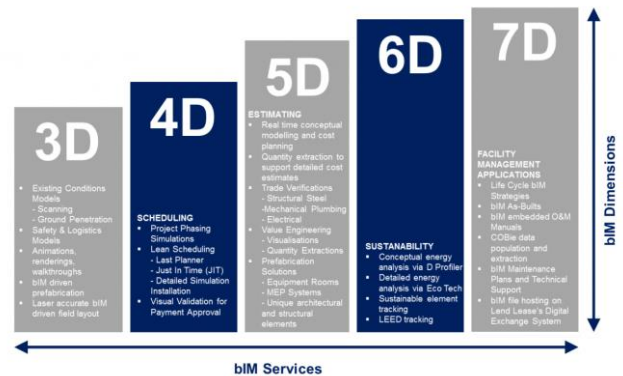 3D
Existing Conditions
Models
- Scanning
- Ground Penetration
Safety & Logistics
Models
Animations,
renderings,
walkthroughs
bIM driven
prefabrication
Laser accurate bIM
driven field layout
4D
SCHEDULING
Project Phasing
Simulations
Lean Scheduling
- Last Planner
- Just In Time (JIT)
- Detailed Simulation
Installation
Visual Validation for
Payment Approval
5D
ESTIMATING
Real time conceptual
modelling and cost
planning
Quantity extraction to
support detailed cost
estimates
Trade Verifications
- Structural Steel
-Mechanical Plumbing
- Electrical
Value Engineering
- Visualisations
- Quantity Extractions
Prefabrication
Solutions
- Equipment Rooms
- MEP Systems
- Unique architectural
and structural
elements
6D
SUSTANABILITY
Conceptual energy
analysis via D Profiler
Detailed energy
analysis via Eco Tech
Sustainable element
tracking
LEED tracking
7D
FACILITY
MANAGEMENT
APPLICATIONS
Life Cycle bIM
Strategies
bIM As-Builts
bIM embedded O&M
Manuals
COBie data
population and
extraction
bIM Maintenance
Plans and Technical
Support
bIM file hosting on
Lend Lease's Digital
Exchange System
bIM Dimensions
bIM Services